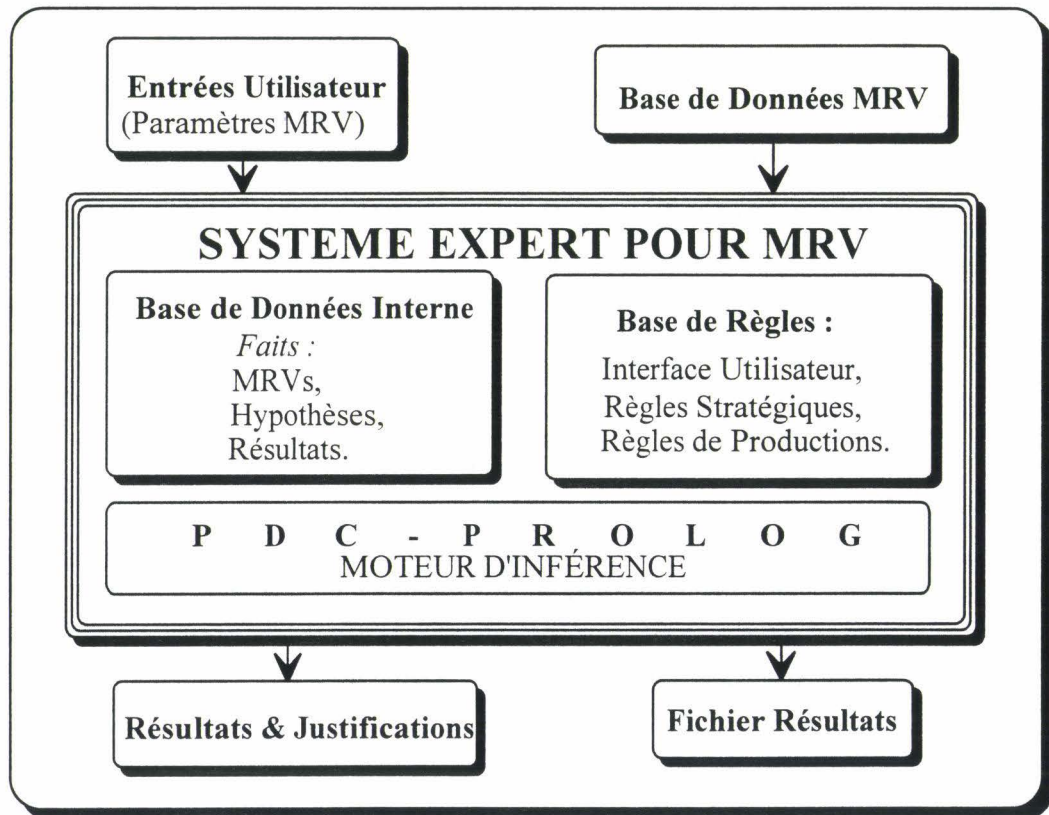 Entrées Utilisateur
(Paramètres MRV)
Base de Données MRV
SYSTEME EXPERT POUR MRV
Base de Données Interne
Faits :
MRVs,
Hypothèses,
Résultats.
Base de Règles :
Interface Utilisateur,
Règles Stratégiques,
Règles de Productions.
P D C - P R O L O G
MOTEUR D'INFÉRENCE
Résultats & Justifications
Fichier Résultats